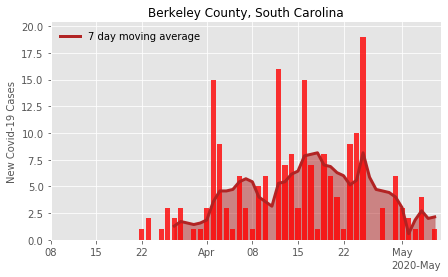 Berkeley County, South Carolina
20.0
17.5
15.0
12.5
10.0
7.5
5.0
2.5
0.0
New Covid-19 Cases
7 day moving average
08 15 22 Apr 08 15 22 May
2020-May